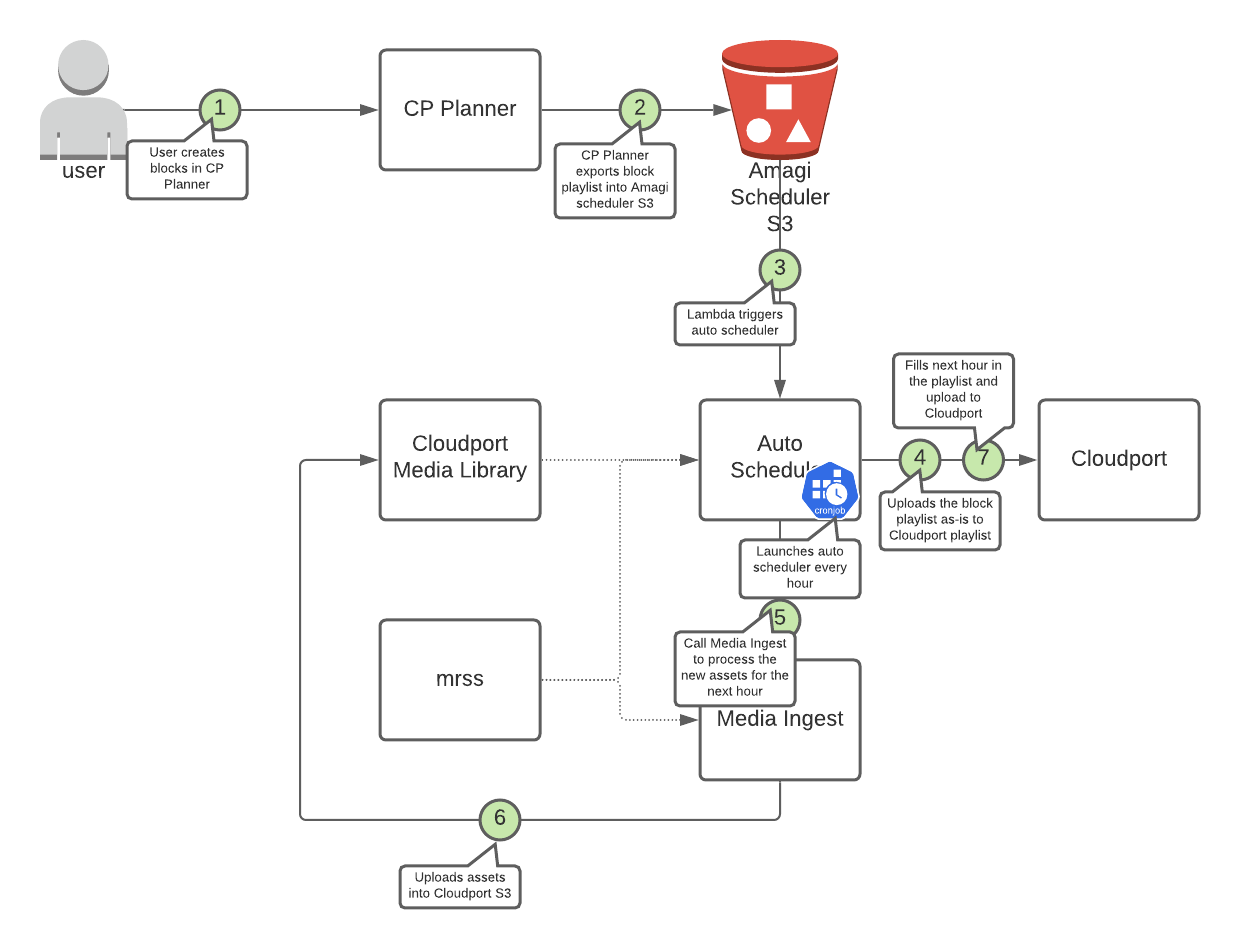 1
CP Planner
2
user
User creates
blocks in CP
Planner
CP Planner
exports block
playlist into Amagi
scheduler S3
Amagi
Scheduler
S3
3
Lambda triggers
auto scheduler
Fills next hour in
the playlist and
upload to
Cloudport
Cloudport
Media Library
Auto
cronjob
4
7
Cloudport
Uploads the block
playlist as-is to
Cloudport playlist
Launches auto
scheduler every
hour
5
Call Media Ingest
to process the
new assets for the
next hour
mrss
Media Ingest
6
Uploads assets
into Cloudport S3